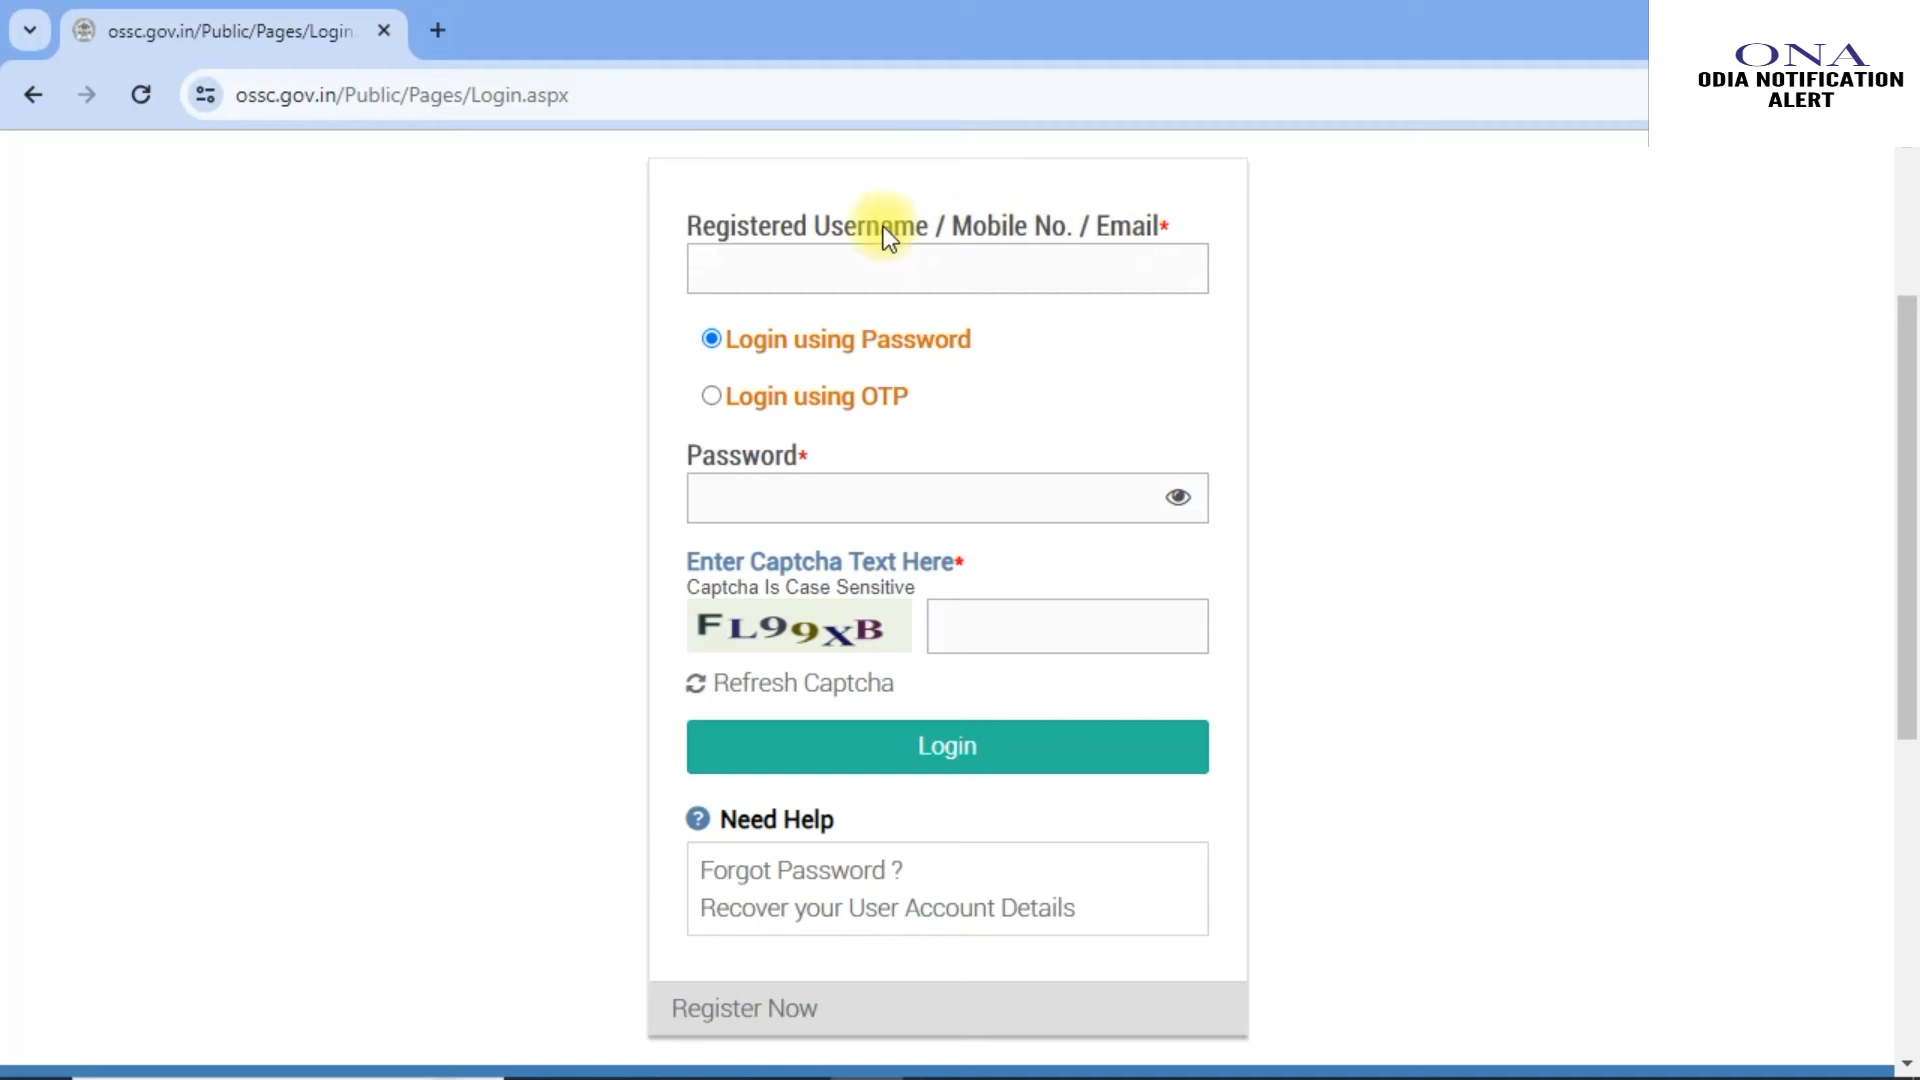 ossc.gov.in/Public/Pages/Login
ossc.gov.in/Public/Pages/Login.aspx
ONA
ODIA NOTIFICATION
ALERT
Registered Username / Mobile No. / Email*
Login using Password
Login using OTP
Password*
Enter Captcha Text Here*
Captcha Is Case Sensitive
FL99XB
Refresh Captcha
Login
? Need Help
Forgot Password ?
Recover your User Account Details
Register Now